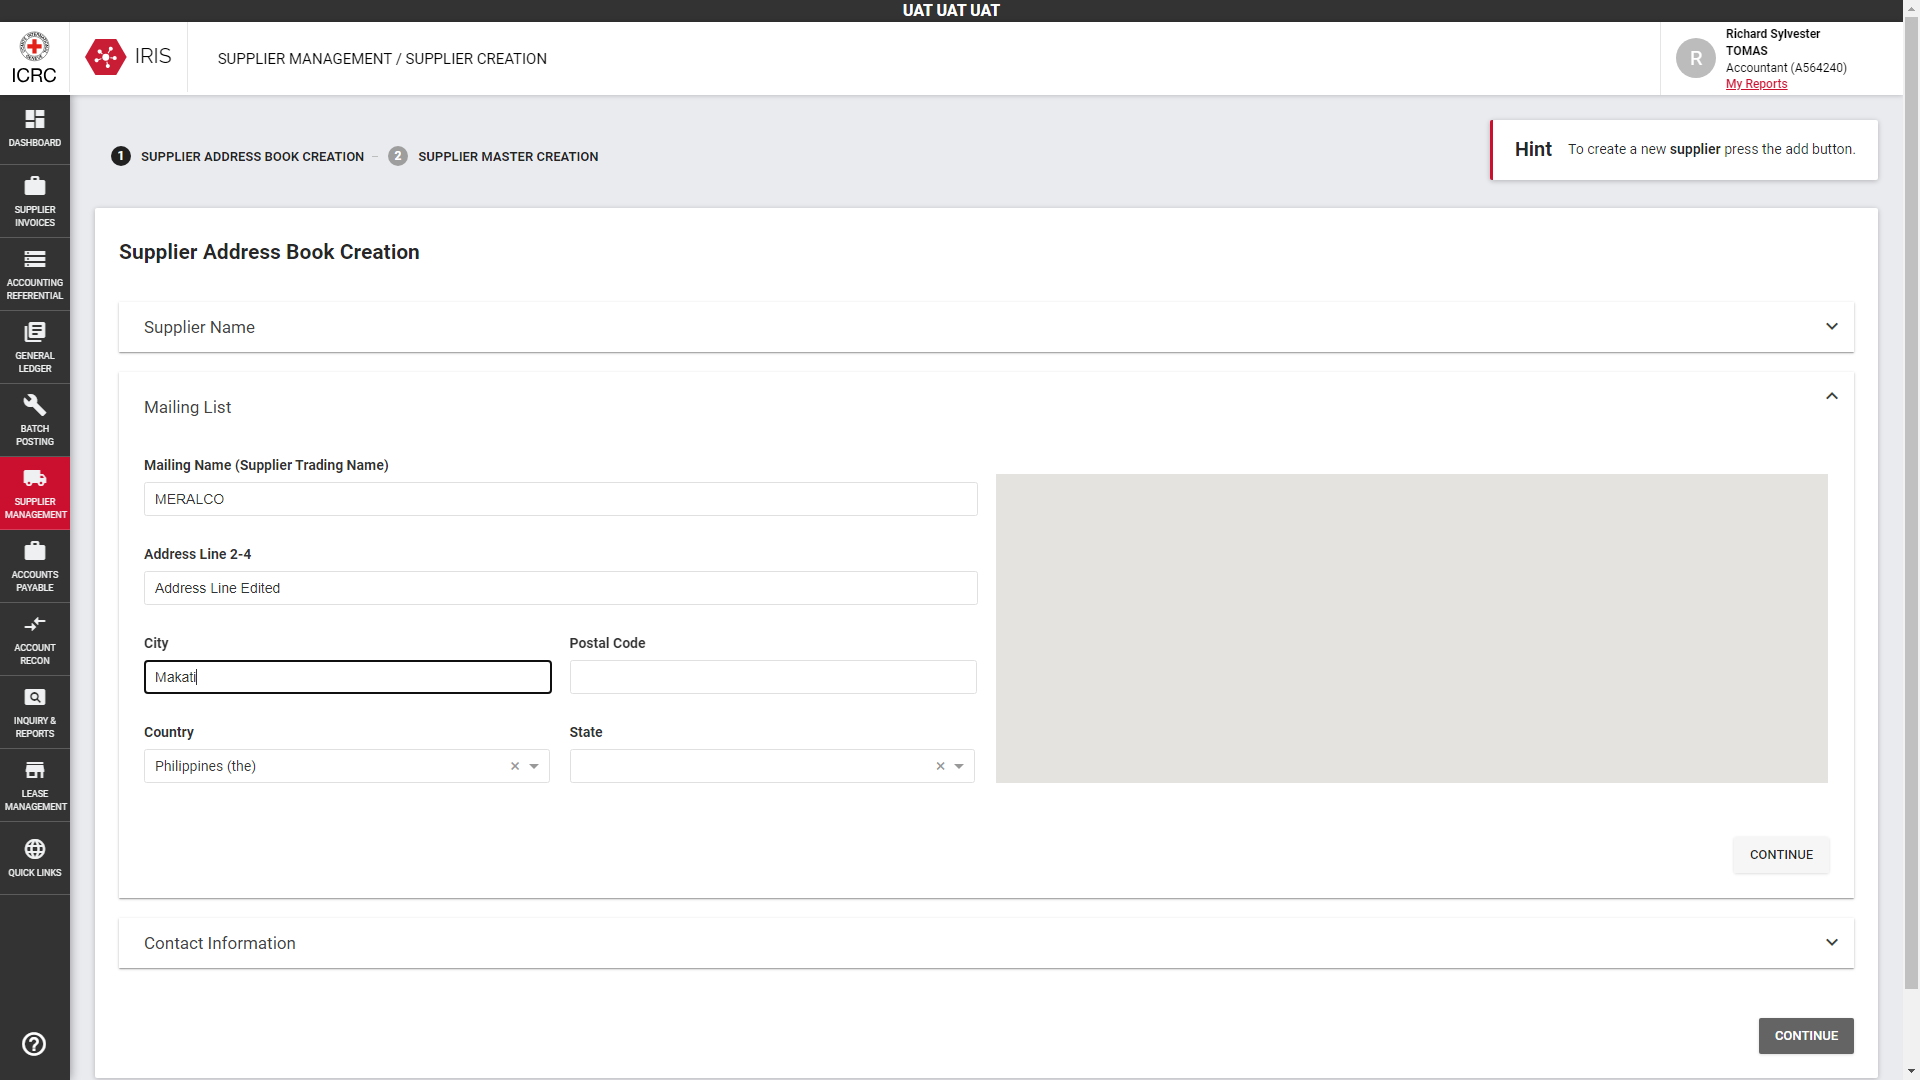 UAT UAT UAT
ICRC
IRIS
SUPPLIER MANAGEMENT / SUPPLIER CREATION
R
Richard Sylvester
TOMAS
Accountant (A564240)
My Reports
DASHBOARD
SUPPLIER
INVOICES
ACCOUNTING
REFERENTIAL
GENERAL
LEDGER
BATCH
POSTING
SUPPLIER
MANAGEMENT
ACCOUNTS
PAYABLE
ACCOUNT
RECON
INQUIRY &
REPORTS
LEASE
MANAGEMENT
QUICK LINKS
1 SUPPLIER ADDRESS BOOK CREATION – 2 SUPPLIER MASTER CREATION
Hint To create a new supplier press the add button.
Supplier Address Book Creation
Supplier Name
Mailing List
Mailing Name (Supplier Trading Name)
MERALCO
Address Line 2-4
Address Line Edited
City Postal Code
Makati
Country State
Philippines (the)
CONTINUE
Contact Information
CONTINUE